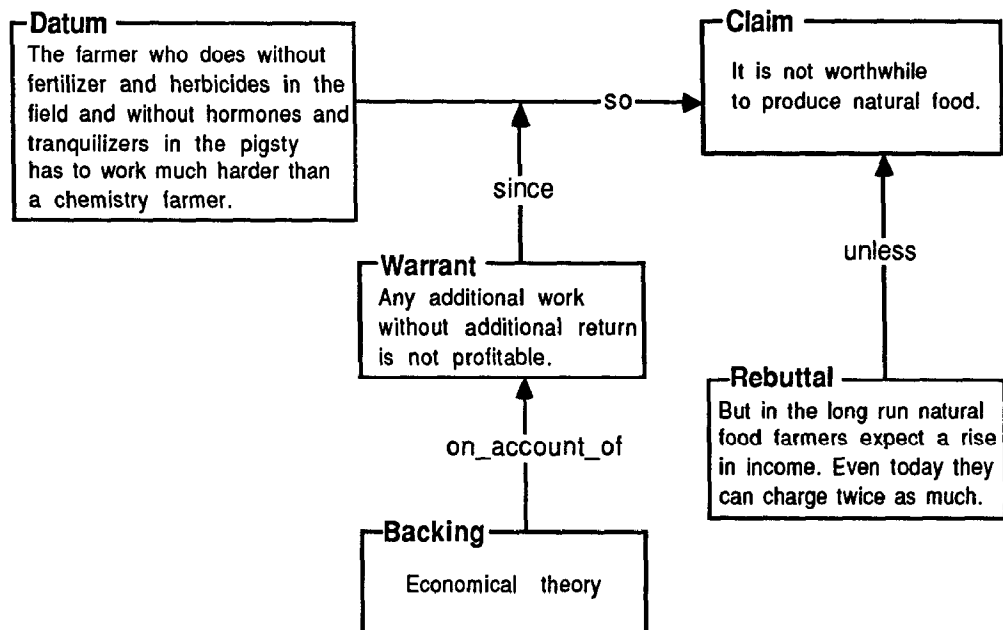 Datum
The farmer who does without
fertilizer and herbicides in the
field and without hormones and
tranquilizers in the pigsty
has to work much harder than
a chemistry farmer.
so
Claim
It is not worthwhile
to produce natural food.
since
unless
Warrant
Any additional work
without additional return
is not profitable.
Rebuttal
But in the long run natural
food farmers expect a rise
in income. Even today they
can charge twice as much.
on_account_of
Backing
Economical theory